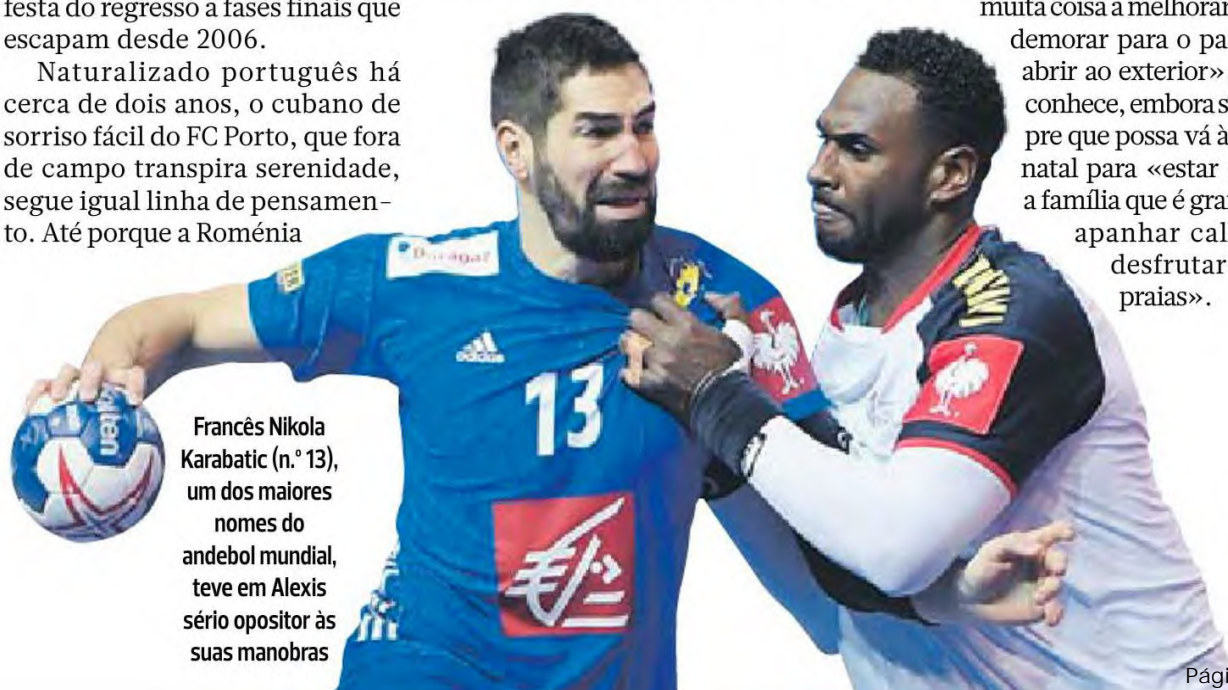 festa do regresso a fases finais que
escapam desde 2006.
Naturalizado português há
cerca de dois anos, o cubano de
sorriso fácil do FC Porto, que fora
de campo transpira serenidade,
segue igual linha de pensamen-
to. Até porque a Roménia
muita coisa a melhorar
demorar para o pa
abrir ao exterior»
conhece, embora s
pre que possa vá à
natal para «estar
a família que é gra
apanhar cal
desfrutar
praias».
adidas
13
Francês Nikola
Karabatic (n.º 13),
um dos maiores
nomes do
andebol mundial,
teve em Alexis
sério opositor às
suas manobras
Pági